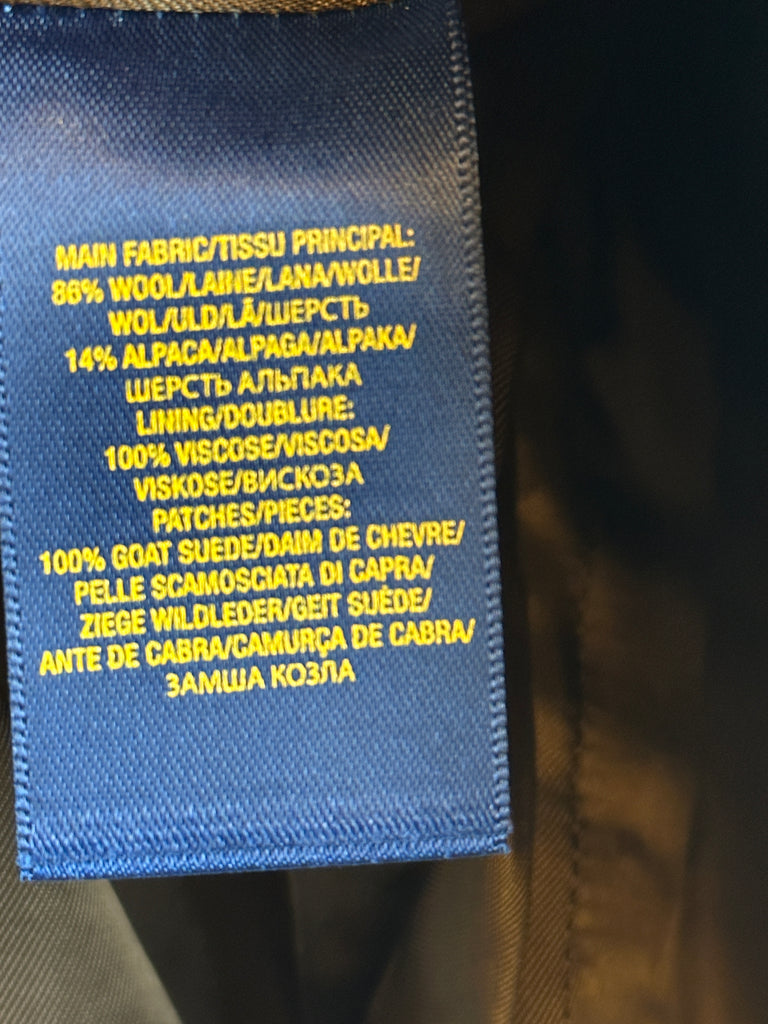 MAIN FABRIC/TISSU PRINCIPAL:
86% WOOL/LAINE/LANA/WOLLE/
WOL/ULD/LÃ/ШЕРСТЬ
14% ALPACA/ALPAGA/ALPAKA/
ШЕРСТЬ АЛЬПАКА
LINING/DOUBLURE:
100% VISCOSE/VISCOSA/
VISKOSE/ВИСКОЗА
PATCHES/PIECES:
100% GOAT SUEDE/DAIM DE CHEVRE/
PELLE SCAMOSCIATA DI CAPRA/
ZIEGE WILDLEDER/GEIT SUÈDE/
ANTE DE CABRA/CAMURÇA DE CABRA/
ЗАМША КОЗЛА